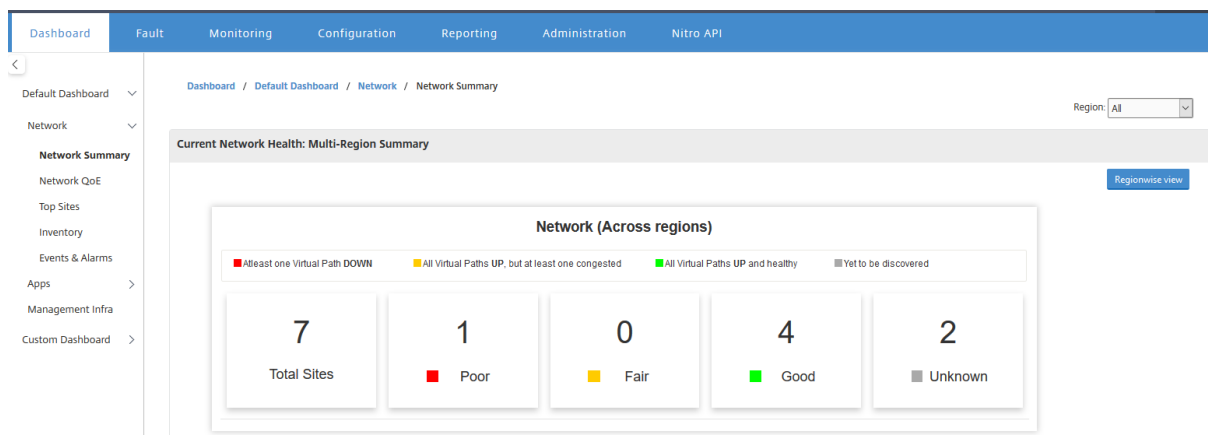 Dashboard Fault Monitoring Configuration Reporting Administration Nitro API
Default Dashboard
Network
Network Summary
Network QoE
Top Sites
Inventory
Events & Alarms
Apps
Management Infra
Custom Dashboard
Dashboard / Default Dashboard / Network / Network Summary
Region: All
Current Network Health: Multi-Region Summary
Regionwise view
Network (Across regions)
Atleast one Virtual Path DOWN All Virtual Paths UP, but at least one congested All Virtual Paths UP and healthy Yet to be discovered
7 1 0 4 2
Total Sites Poor Fair Good Unknown